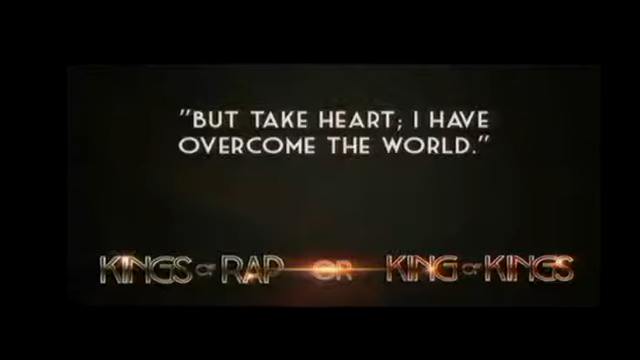 "BUT TAKE HEART; I HAVE
OVERCOME THE WORLD."
KINGS OF RAP OR KING OF KINGS